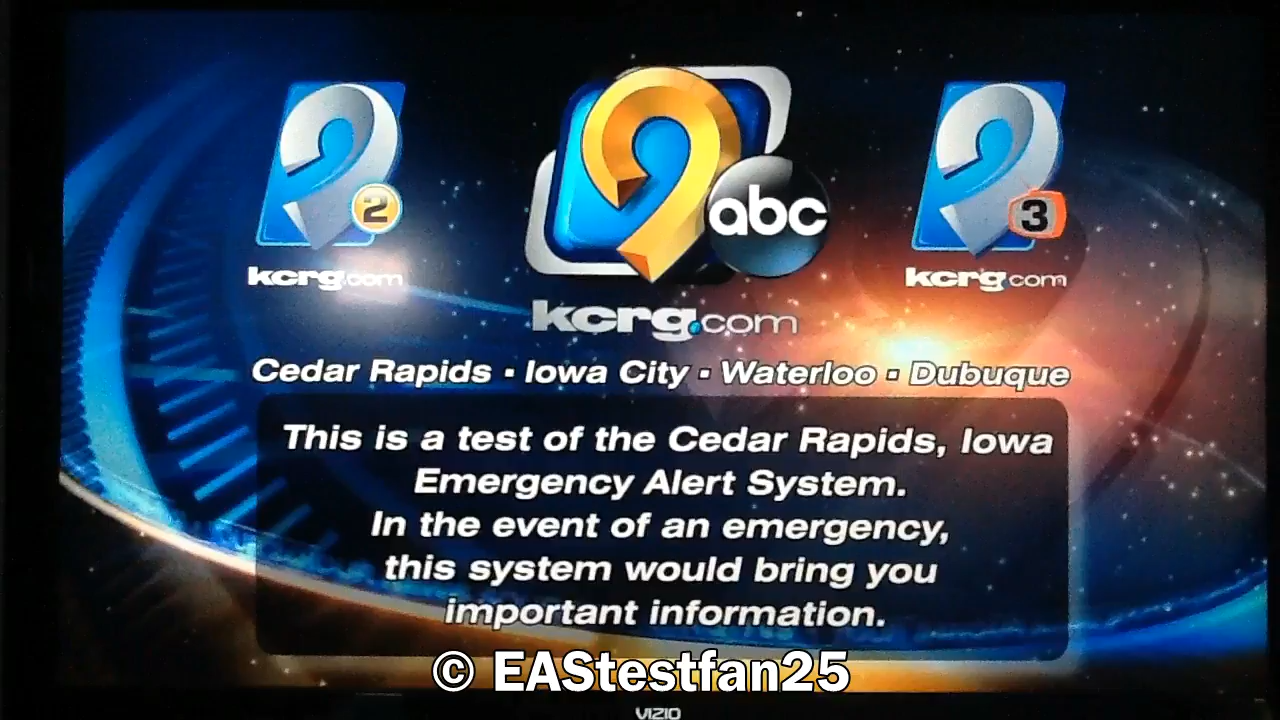 9
2
kcrg.com
9
abc
kcrg.com
9
3
kcrg.com
Cedar Rapids · Iowa City · Waterloo · Dubuque
This is a test of the Cedar Rapids, Iowa
Emergency Alert System.
In the event of an emergency,
this system would bring you
important information.
© EAStestfan25
VIZIO